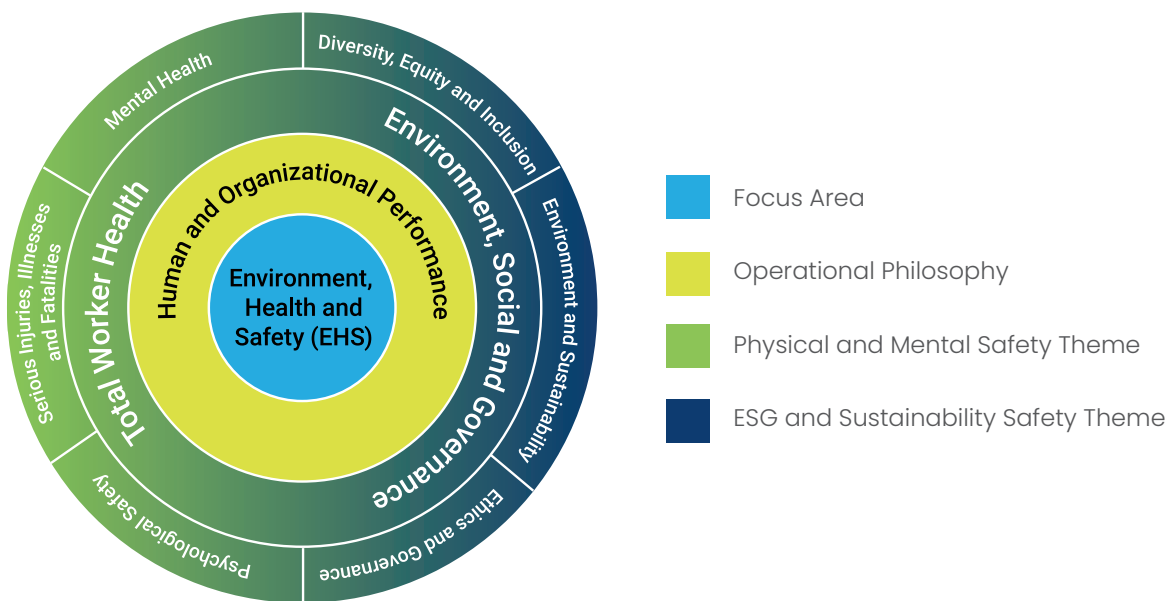 Mental Health
Diversity, Equity and Inclusion
Serious Injuries, Illnesses
and Fatalities
Environment and Sustainability
Psychological Safety
Ethics and Governance
Total Worker Health
Environment, Social and Governance
Human and Organizational Performance
Environment,
Health and
Safety (EHS)
Focus Area
Operational Philosophy
Physical and Mental Safety Theme
ESG and Sustainability Safety Theme